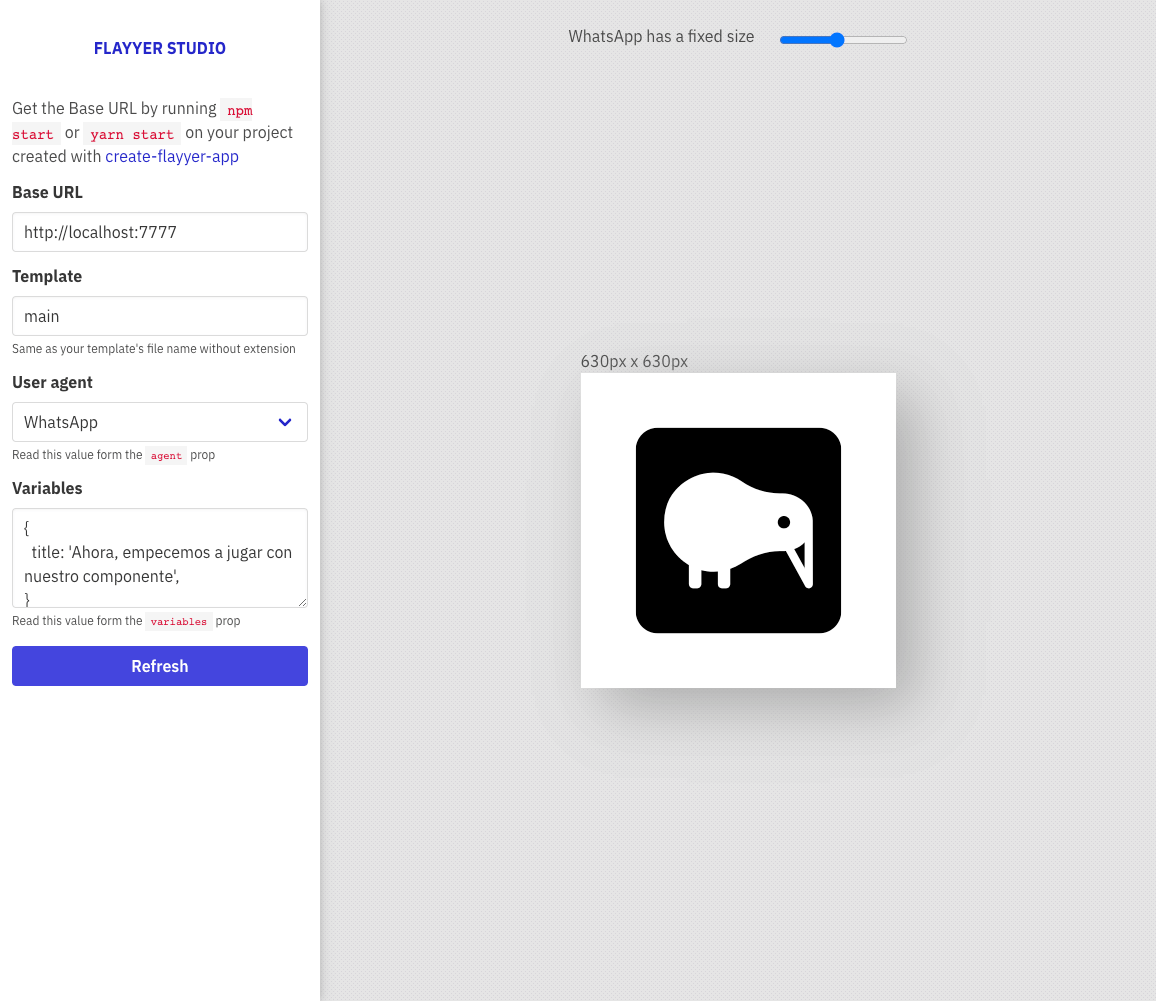 FLAYYER STUDIO
Get the Base URL by running npm
start or yarn start on your project
created with create-flayyer-app
Base URL
http://localhost:7777
Template
main
Same as your template's file name without extension
User agent
WhatsApp
Read this value form the agent prop
Variables
{
title: 'Ahora, empecemos a jugar con
nuestro componente',
}
Read this value form the variables prop
Refresh
WhatsApp has a fixed size
630px x 630px